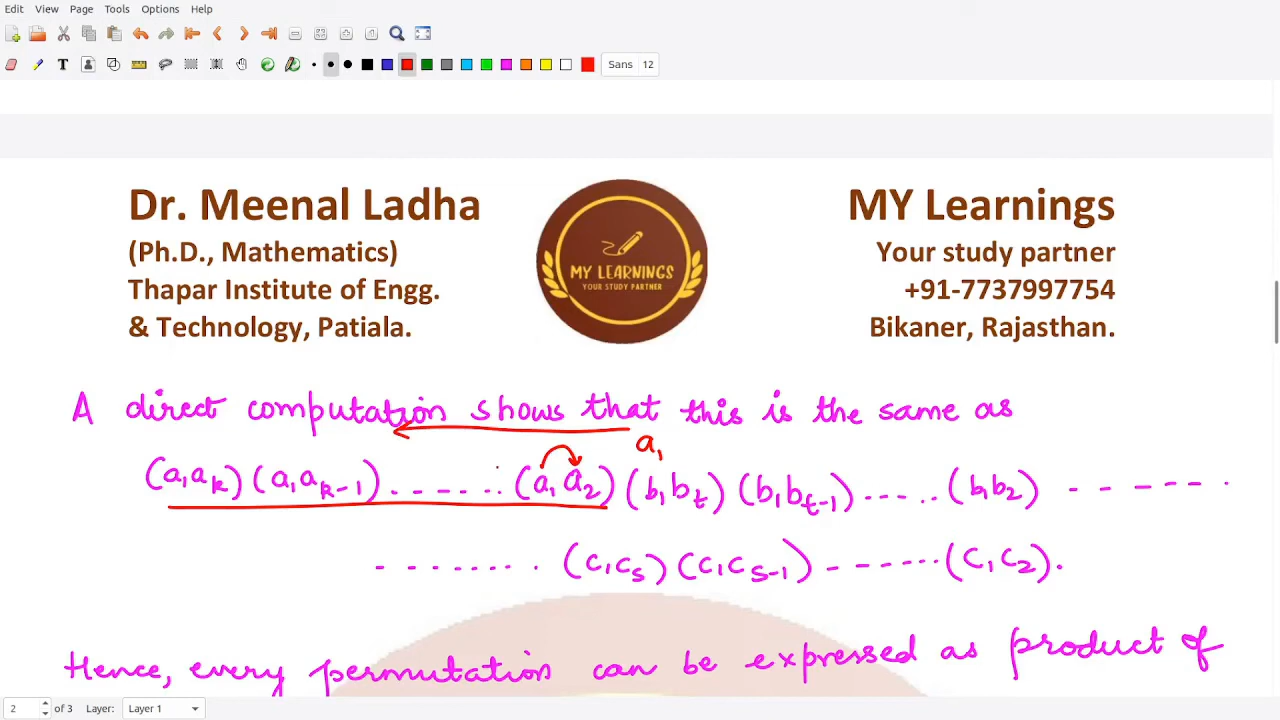 Edit View Page Tools Options Help
T Sans 12
Dr. Meenal Ladha
(Ph.D., Mathematics)
Thapar Institute of Engg.
& Technology, Patiala.
MY LEARNINGS
YOUR STUDY PARTNER
MY Learnings
Your study partner
+91-7737997754
Bikaner, Rajasthan.
A direct computation shows that this is the same as
a₁
(a₁aₖ)(a₁aₖ₋₁).......(a₁a₂)(b₁bₜ)(b₁bₜ₋₁).....(b₁b₂) -------.
--------.(c₁cₛ)(c₁cₛ₋₁)-------(c₁c₂).
Hence, every permutation can be expressed as product of
2 of 3 Layer: Layer 1